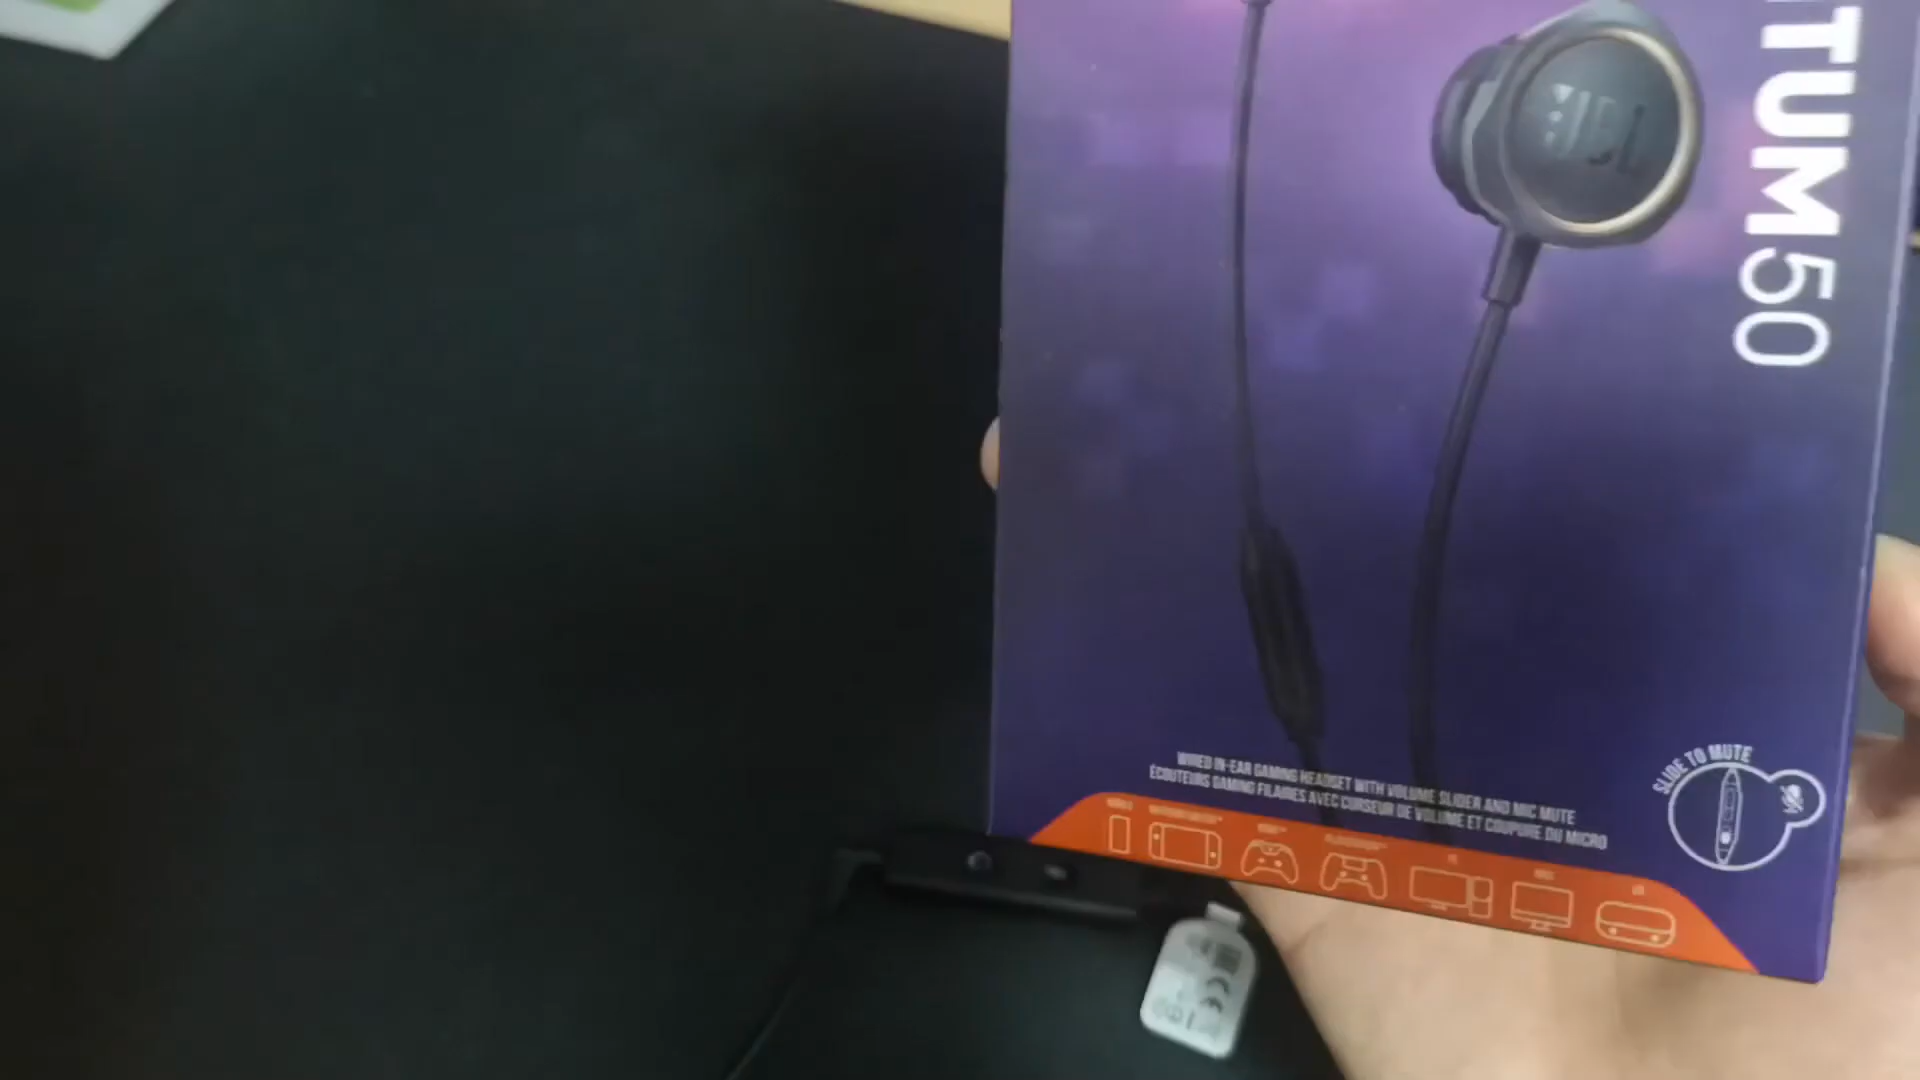 TUM50
JBL
WIRED IN-EAR GAMING HEADSET WITH VOLUME SLIDER AND MIC MUTE
ÉCOUTEURS GAMING FILAIRES AVEC CURSEUR DE VOLUME ET COUPURE DU MICRO
SLIDE TO MUTE